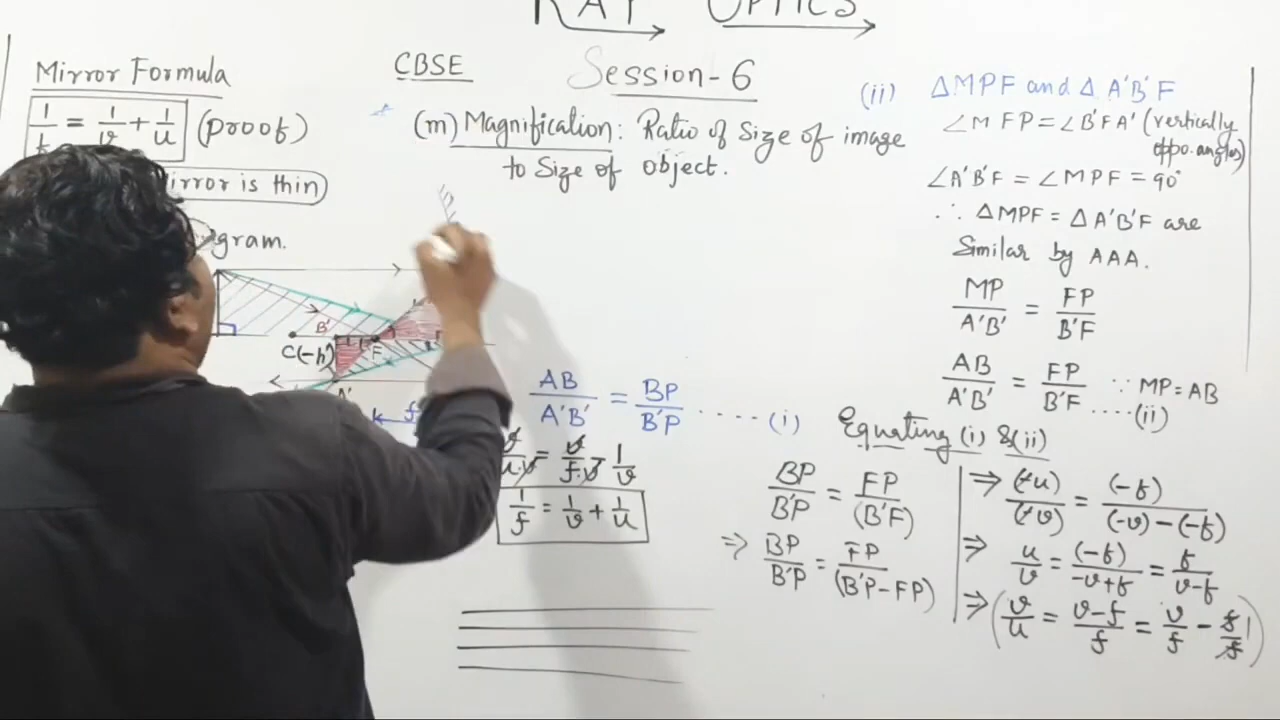 RAY OPTICS
Mirror Formula
1/f = 1/v + 1/u (proof)
mirror is thin
gram.
B'
C(-h')
F
A'
f
CBSE
Session-6
(m) Magnification: Ratio of Size of image
to Size of object.
AB/A'B' = BP/B'P .....(i)
1/v
1/f = 1/v + 1/u
(ii) ΔMPF and Δ A'B'F
∠MFP = ∠B'FA' (vertically
oppo. angles)
∠A'B'F = ∠MPF = 90°
∴ ΔMPF = ΔA'B'F are
Similar by AAA.
MP/A'B' = FP/B'F
AB/A'B' = FP/B'F ∵ MP = AB
.....(ii)
Equating (i) & (ii)
BP/B'P = FP/(B'F)
⇒ BP/B'P = FP/(B'P-FP)
⇒ (+u)/(+v) = (-f)/((-v)-(-f))
⇒ u/v = (-f)/(-v+f) = f/(v-f)
⇒ (v/u = (v-f)/f = v/f - f/f 1)